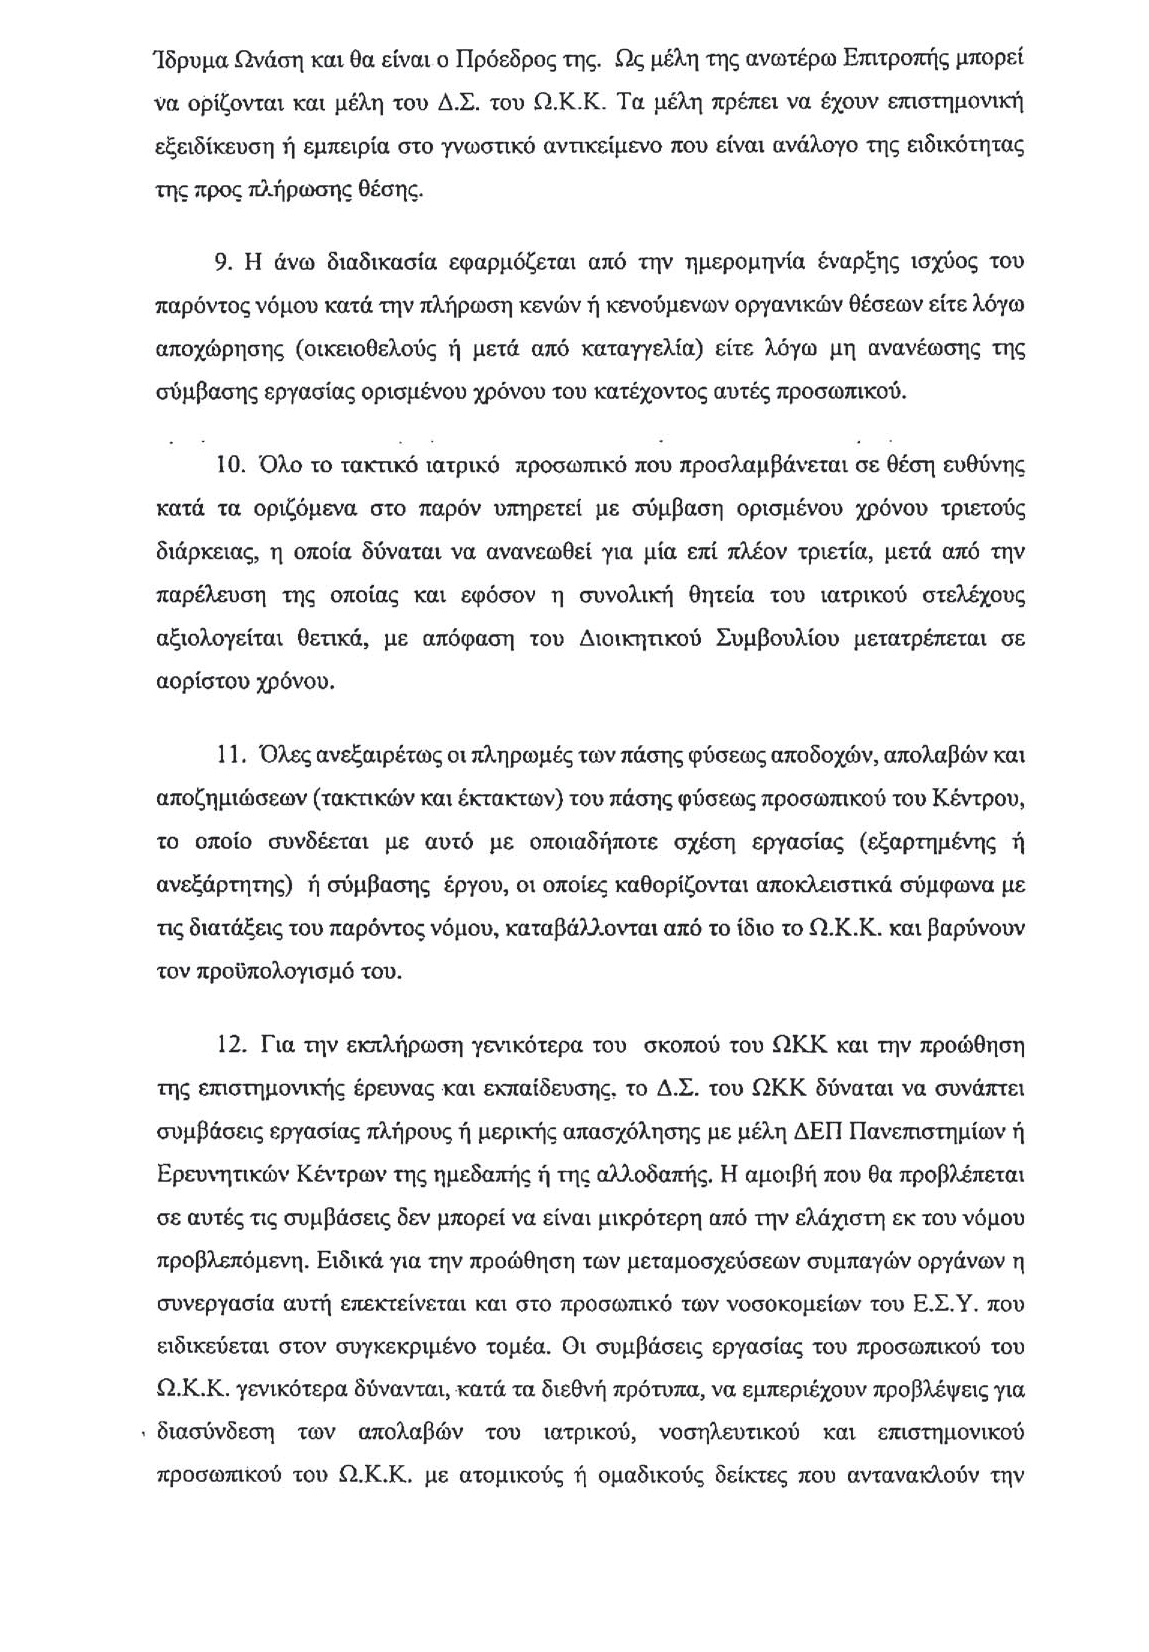 Ίδρυμα Ωνάση και θα είναι ο Πρόεδρος της. Ως μέλη της ανωτέρω Επιτροπής μπορεί
να ορίζονται και μέλη του Δ.Σ. του Ω.Κ.Κ. Τα μέλη πρέπει να έχουν επιστημονική
εξειδίκευση ή εμπειρία στο γνωστικό αντικείμενο που είναι ανάλογο της ειδικότητας
της προς πλήρωσης θέσης.
9. Η άνω διαδικασία εφαρμόζεται από την ημερομηνία έναρξης ισχύος του
παρόντος νόμου κατά την πλήρωση κενών ή κενούμενων οργανικών θέσεων είτε λόγω
αποχώρησης (οικειοθελούς ή μετά από καταγγελία) είτε λόγω μη ανανέωσης της
σύμβασης εργασίας ορισμένου χρόνου του κατέχοντος αυτές προσωπικού.
10. Όλο το τακτικό ιατρικό προσωπικό που προσλαμβάνεται σε θέση ευθύνης
κατά τα οριζόμενα στο παρόν υπηρετεί με σύμβαση ορισμένου χρόνου τριετούς
διάρκειας, η οποία δύναται να ανανεωθεί για μία επί πλέον τριετία, μετά από την
παρέλευση της οποίας και εφόσον η συνολική θητεία του ιατρικού στελέχους
αξιολογείται θετικά, με απόφαση του Διοικητικού Συμβουλίου μετατρέπεται σε
αορίστου χρόνου.
11. Όλες ανεξαιρέτως οι πληρωμές των πάσης φύσεως αποδοχών, απολαβών και
αποζημιώσεων (τακτικών και έκτακτων) του πάσης φύσεως προσωπικού του Κέντρου,
το οποίο συνδέεται με αυτό με οποιαδήποτε σχέση εργασίας (εξαρτημένης ή
ανεξάρτητης) ή σύμβασης έργου, οι οποίες καθορίζονται αποκλειστικά σύμφωνα με
τις διατάξεις του παρόντος νόμου, καταβάλλονται από το ίδιο το Ω.Κ.Κ. και βαρύνουν
τον προϋπολογισμό του.
12. Για την εκπλήρωση γενικότερα του σκοπού του ΩΚΚ και την προώθηση
της επιστημονικής έρευνας και εκπαίδευσης, το Δ.Σ. του ΩΚΚ δύναται να συνάπτει
συμβάσεις εργασίας πλήρους ή μερικής απασχόλησης με μέλη ΔΕΠ Πανεπιστημίων ή
Ερευνητικών Κέντρων της ημεδαπής ή της αλλοδαπής. Η αμοιβή που θα προβλέπεται
σε αυτές τις συμβάσεις δεν μπορεί να είναι μικρότερη από την ελάχιστη εκ του νόμου
προβλεπόμενη. Ειδικά για την προώθηση των μεταμοσχεύσεων συμπαγών οργάνων η
συνεργασία αυτή επεκτείνεται και στο προσωπικό των νοσοκομείων του Ε.Σ.Υ. που
ειδικεύεται στον συγκεκριμένο τομέα. Οι συμβάσεις εργασίας του προσωπικού του
Ω.Κ.Κ. γενικότερα δύνανται, κατά τα διεθνή πρότυπα, να εμπεριέχουν προβλέψεις για
διασύνδεση των απολαβών του ιατρικού, νοσηλευτικού και επιστημονικού
προσωπικού του Ω.Κ.Κ. με ατομικούς ή ομαδικούς δείκτες που αντανακλούν την